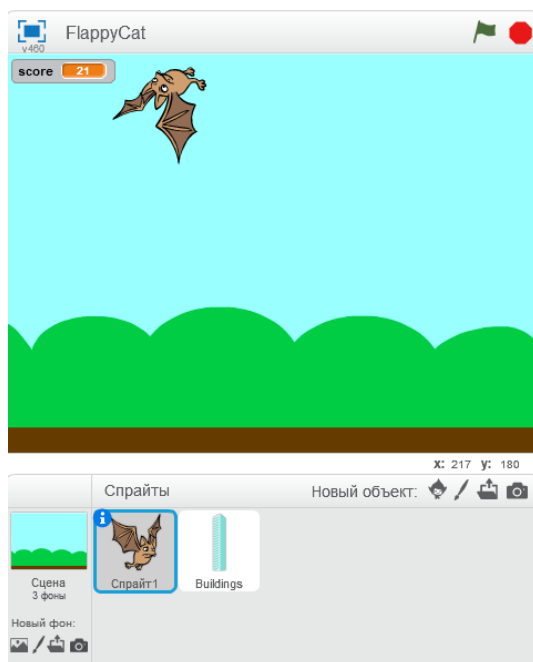 FlappyCat
v460
score 21
x: 217 y: 180
Спрайты
Новый объект:
Сцена
3 фоны
Новый фон:
Спрайт1
Buildings